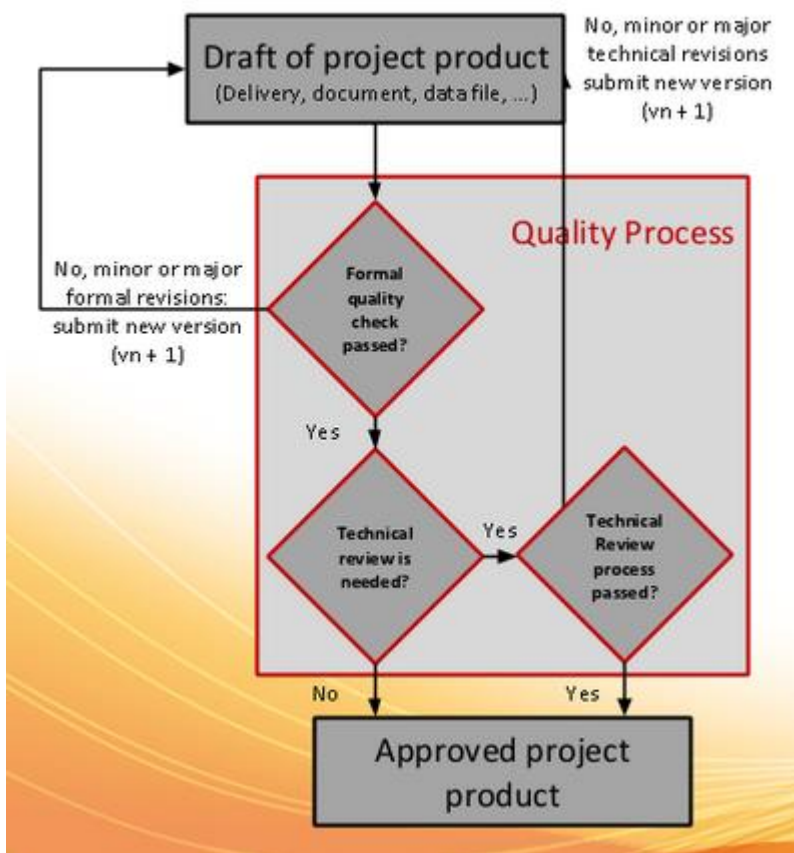 Draft of project product
(Delivery, document, data file, ...)
No, minor or major
technical revisions
submit new version
(vn + 1)
Quality Process
No, minor or major
formal revisions:
submit new version
(vn + 1)
Formal
quality
check
passed?
Yes
Technical
review is
needed?
Yes
Technical
Review
process
passed?
No
Yes
Approved project
product